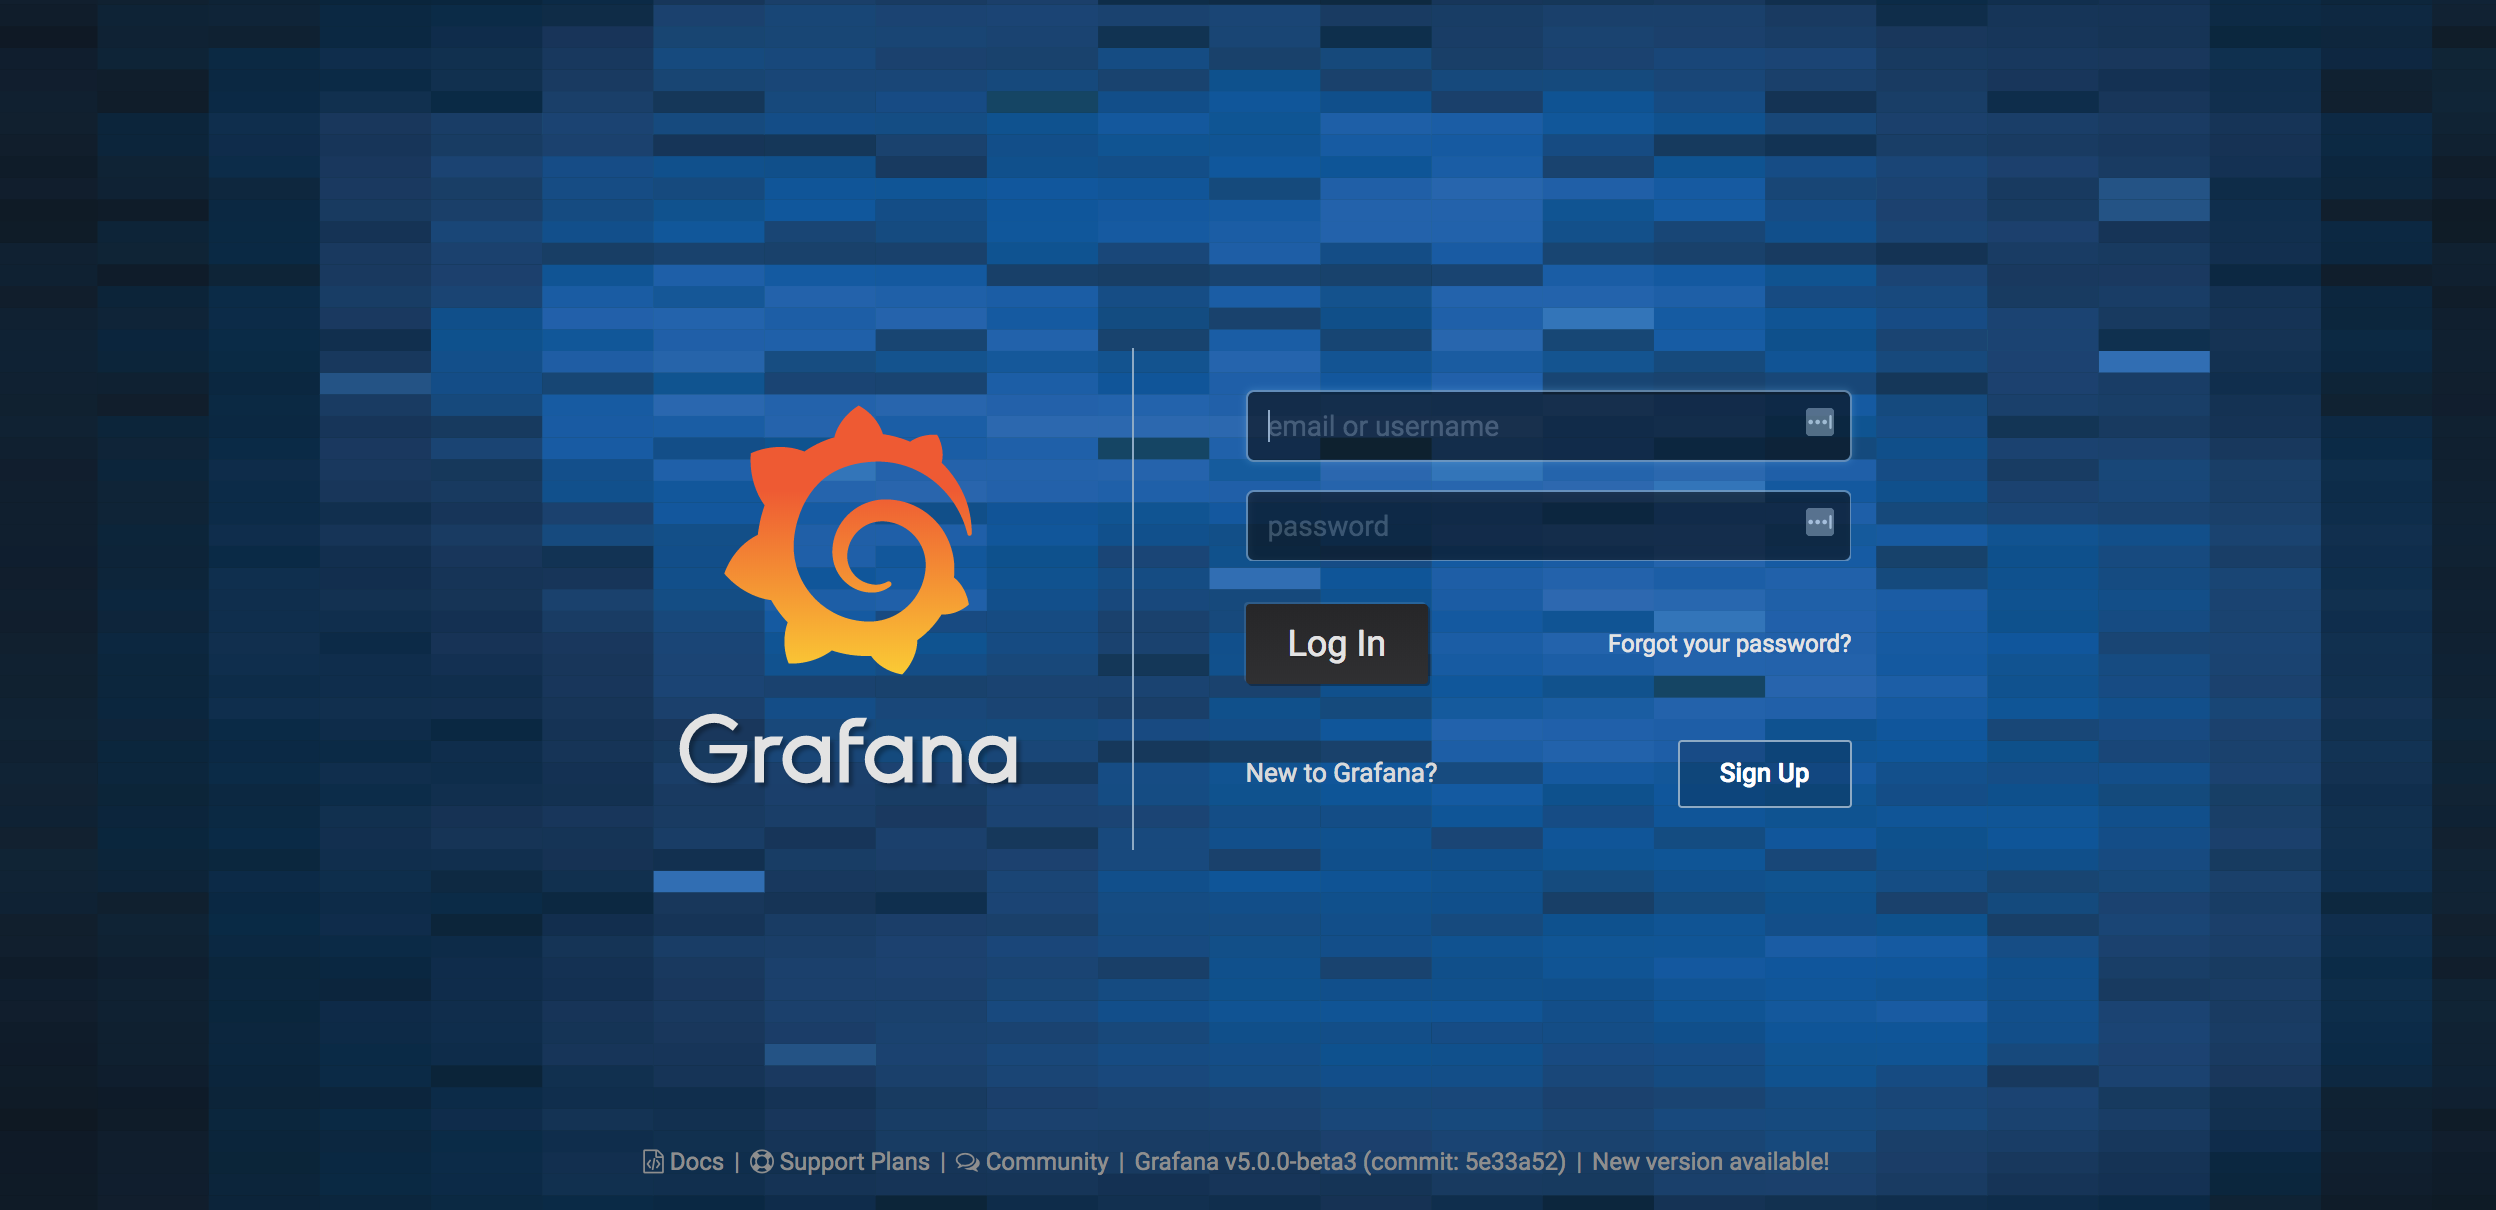 email or username
password
Log In
Forgot your password?
Grafana
New to Grafana?
Sign Up
Docs | Support Plans | Community | Grafana v5.0.0-beta3 (commit: 5e33a52) | New version available!